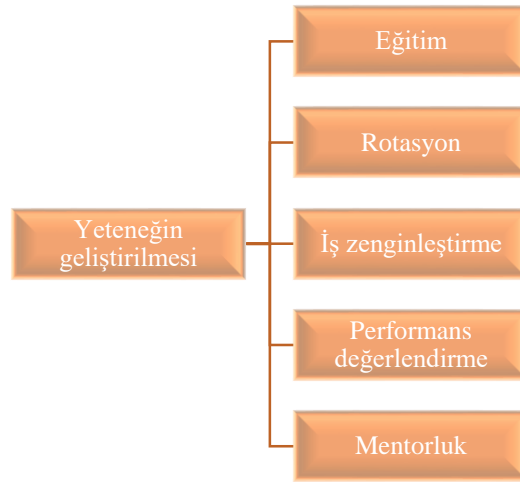 Eğitim
Rotasyon
Yeteneğin
geliştirilmesi
İş zenginleştirme
Performans
değerlendirme
Mentorluk